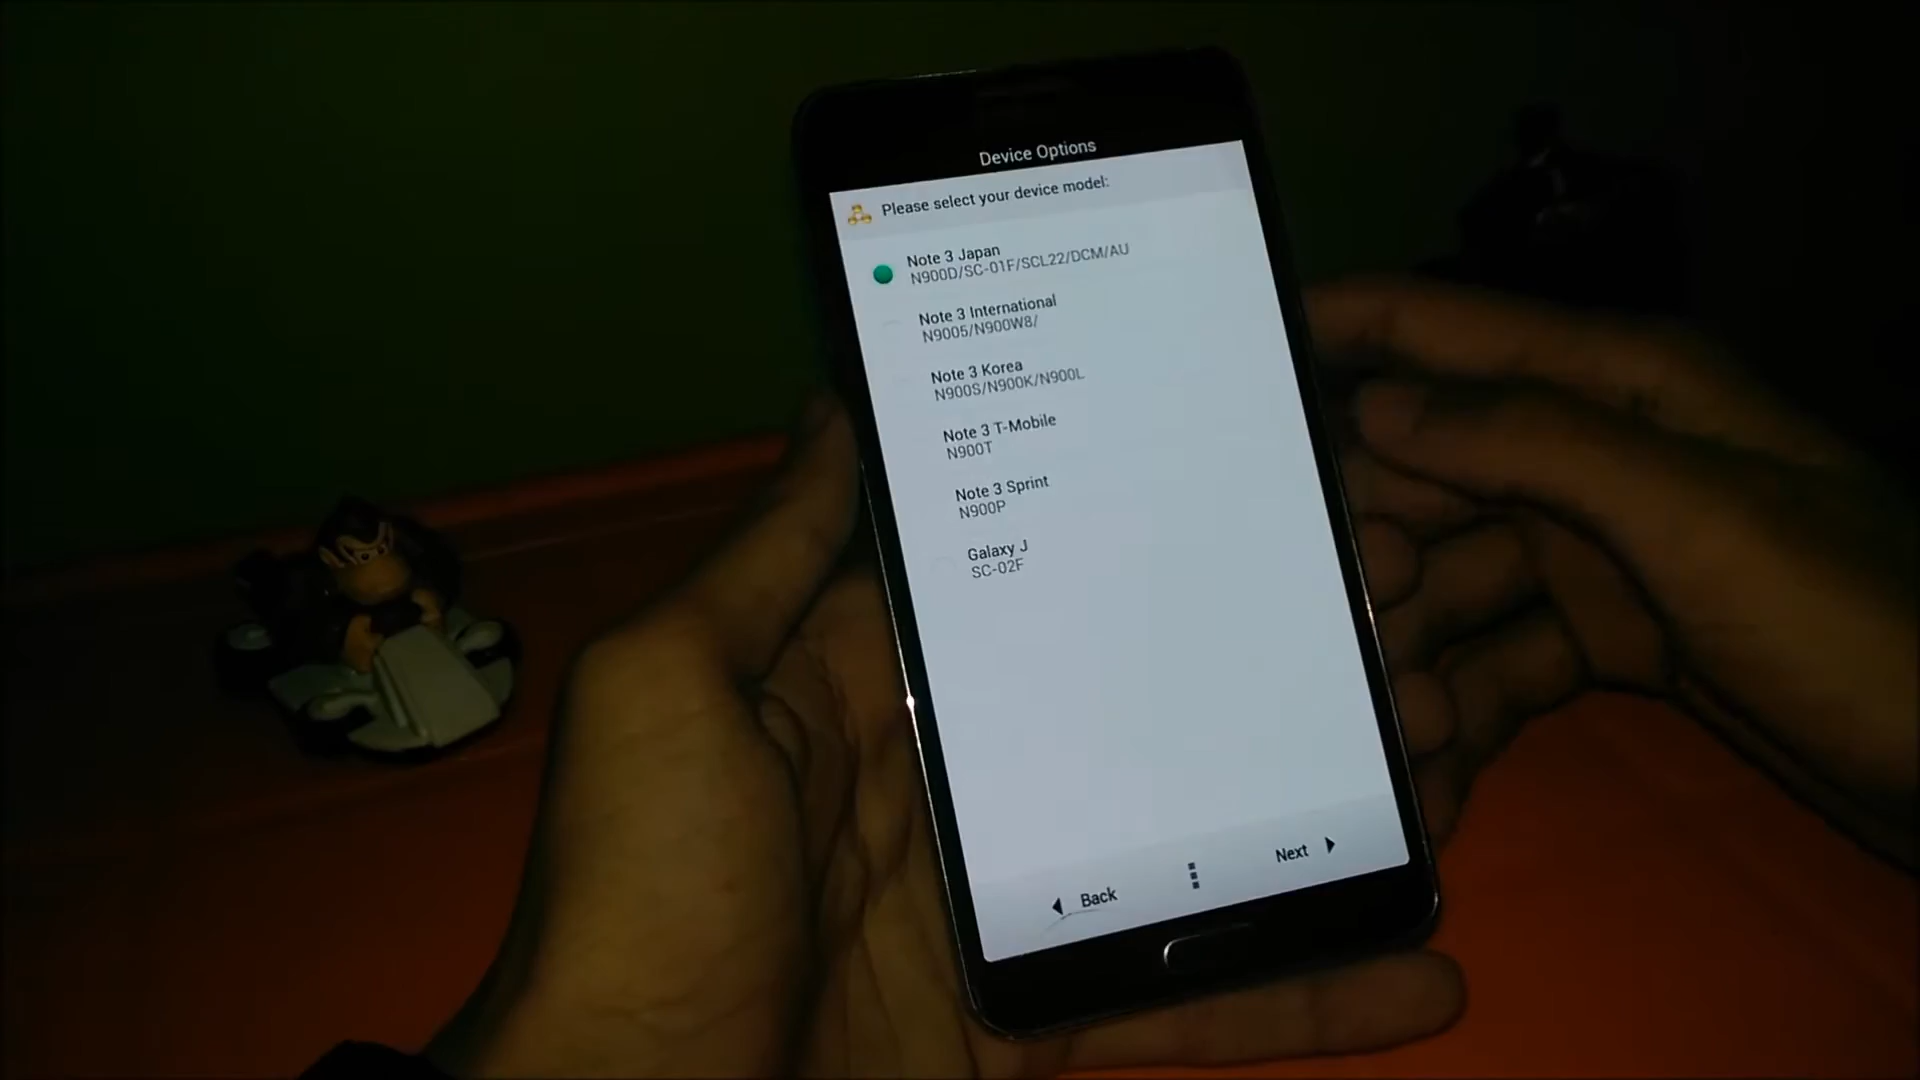 Device Options
Please select your device model:
Note 3 Japan
N900D/SC-01F/SCL22/DCM/AU
Note 3 International
N9005/N900W8/
Note 3 Korea
N900S/N900K/N900L
Note 3 T-Mobile
N900T
Note 3 Sprint
N900P
Galaxy J
SC-02F
Back
Next